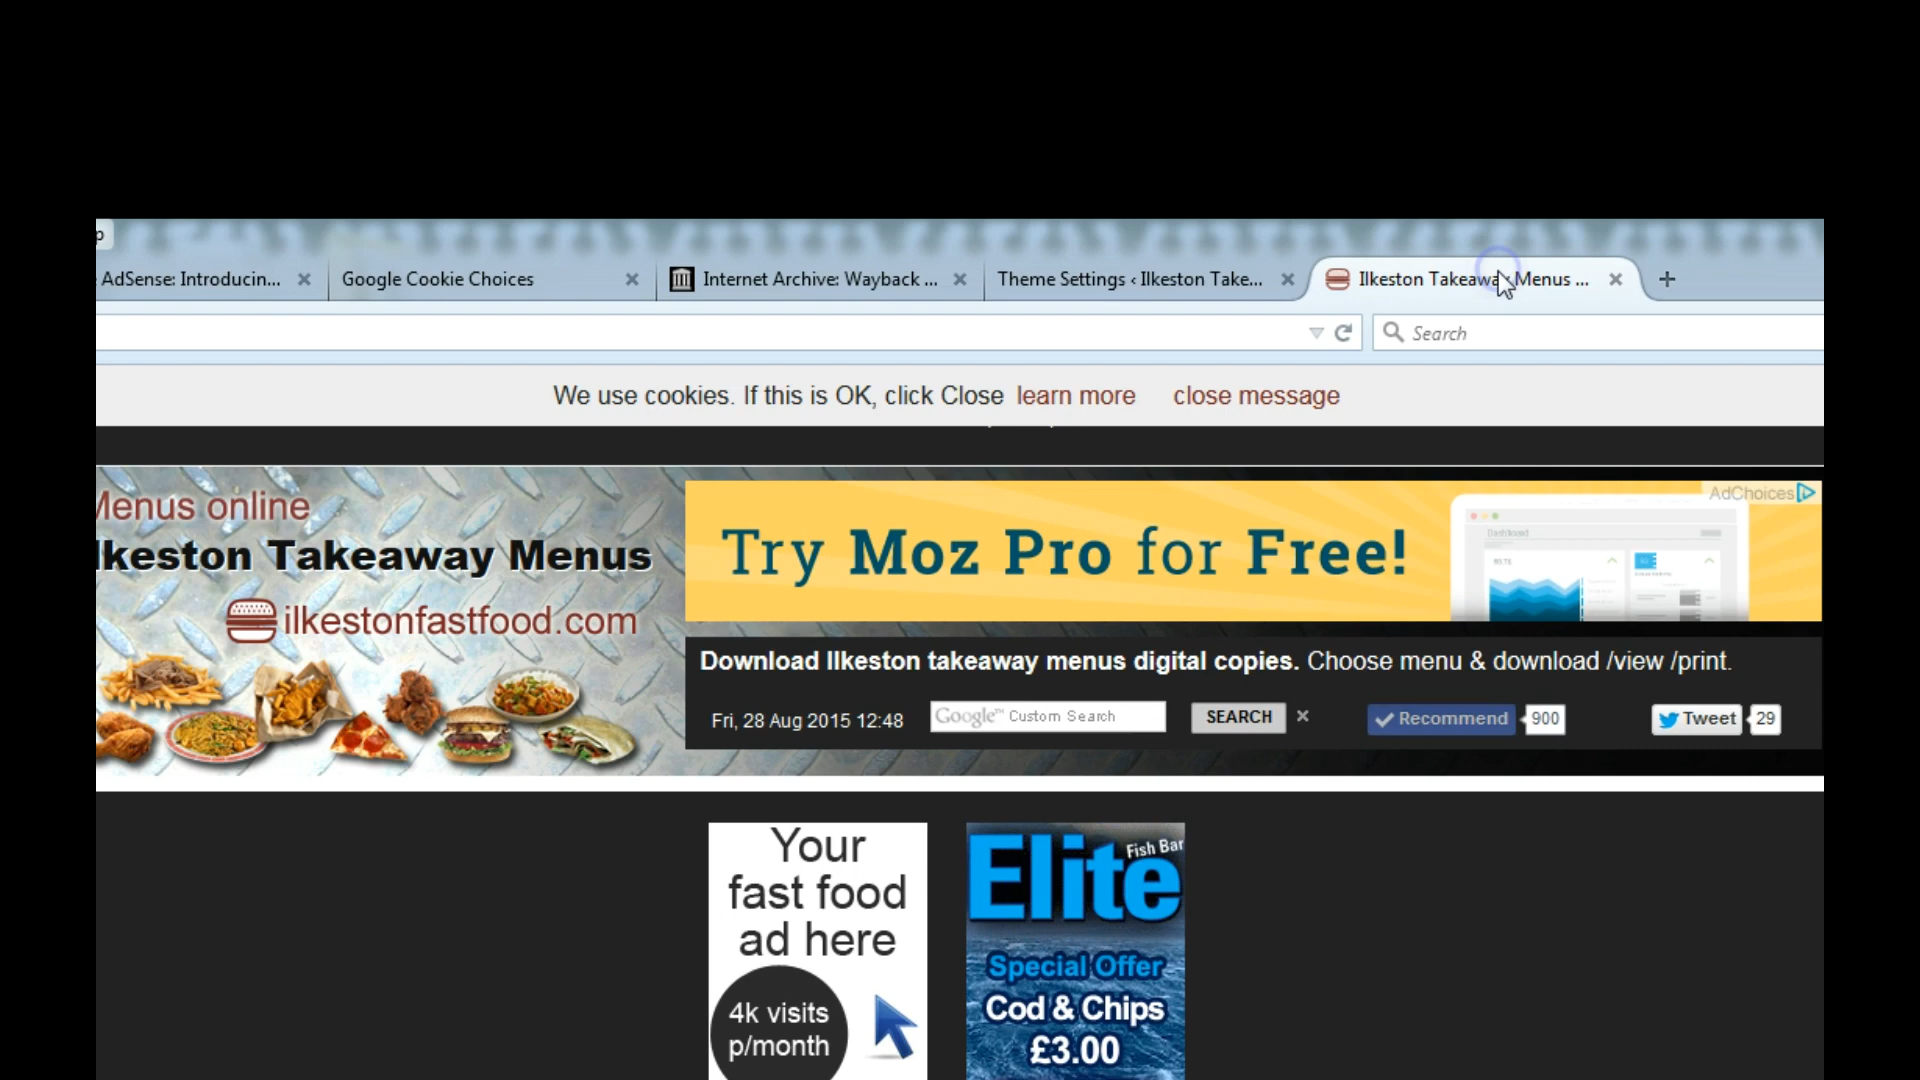 p
AdSense: Introducin...
Google Cookie Choices
Internet Archive: Wayback ...
Theme Settings ‹ Ilkeston Take...
Ilkeston Takeaway Menus ...
Search
We use cookies. If this is OK, click Close learn more close message
Menus online
lkeston Takeaway Menus
ilkestonfastfood.com
AdChoices
Try Moz Pro for Free!
Dashboard
Download Ilkeston takeaway menus digital copies. Choose menu & download /view /print.
Fri, 28 Aug 2015 12:48
Google™ Custom Search
SEARCH
Recommend
900
Tweet
29
Your
fast food
ad here
4k visits
p/month
Elite
Fish Bar
Special Offer
Cod & Chips
£3.00